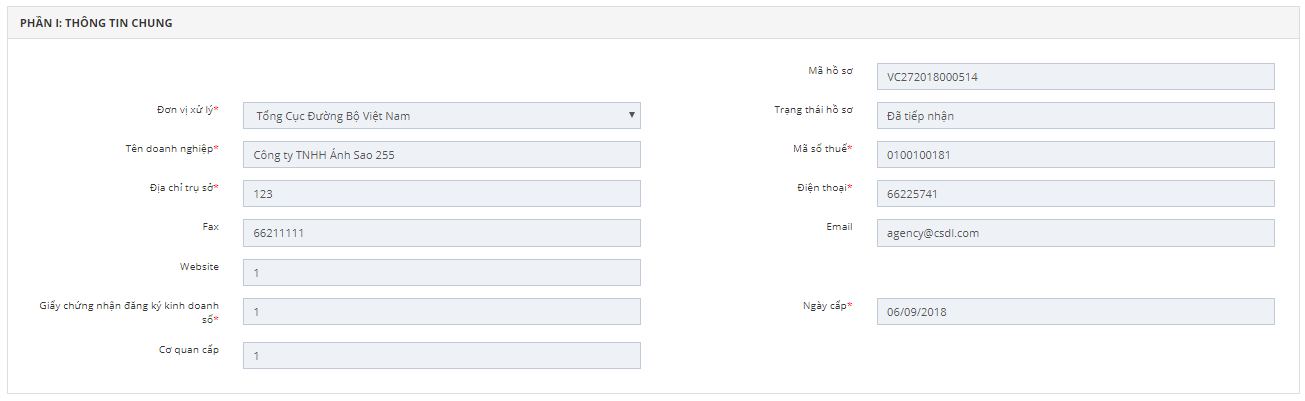 PHẦN I: THÔNG TIN CHUNG
Mã hồ sơ VC272018000514
Đơn vị xử lý* Tổng Cục Đường Bộ Việt Nam Trạng thái hồ sơ Đã tiếp nhận
Tên doanh nghiệp* Công ty TNHH Ánh Sao 255 Mã số thuế* 0100100181
Địa chỉ trụ sở* 123 Điện thoại* 66225741
Fax 66211111 Email agency@csdl.com
Website 1
Giấy chứng nhận đăng ký kinh doanh
số* 1 Ngày cấp* 06/09/2018
Cơ quan cấp 1